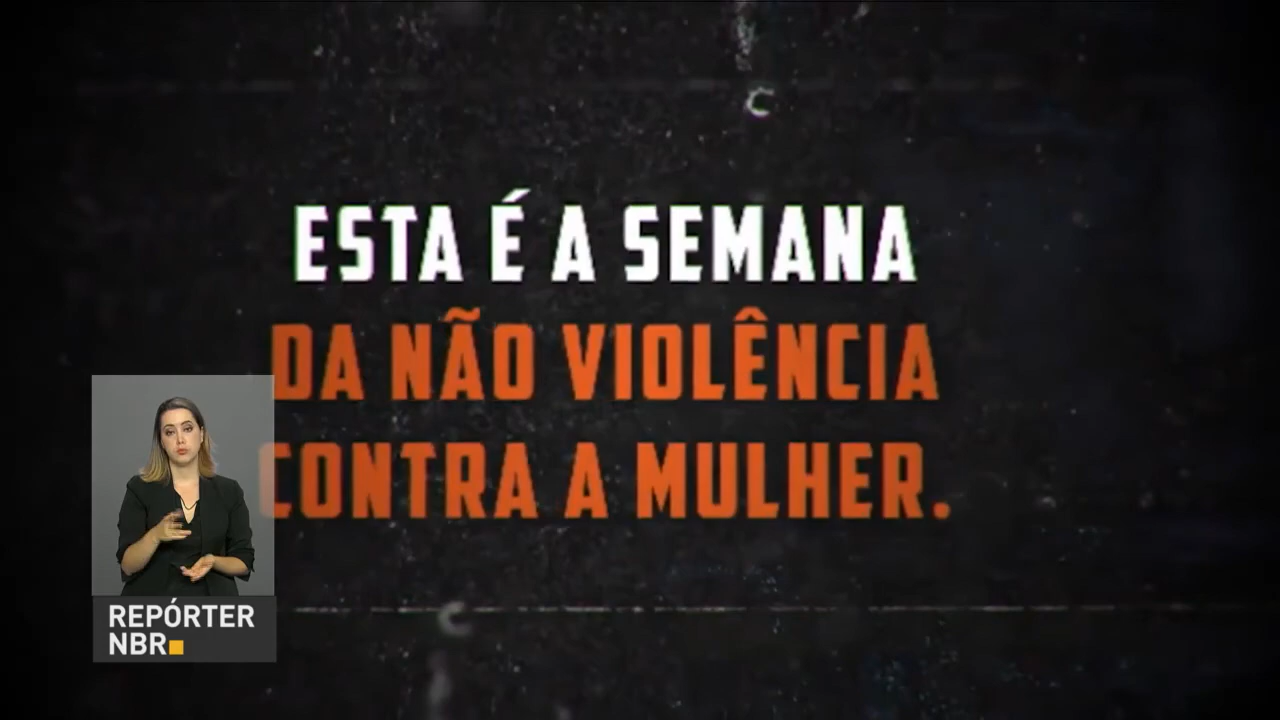 ESTA É A SEMANA
DA NÃO VIOLÊNCIA
CONTRA A MULHER.
REPÓRTER
NBR